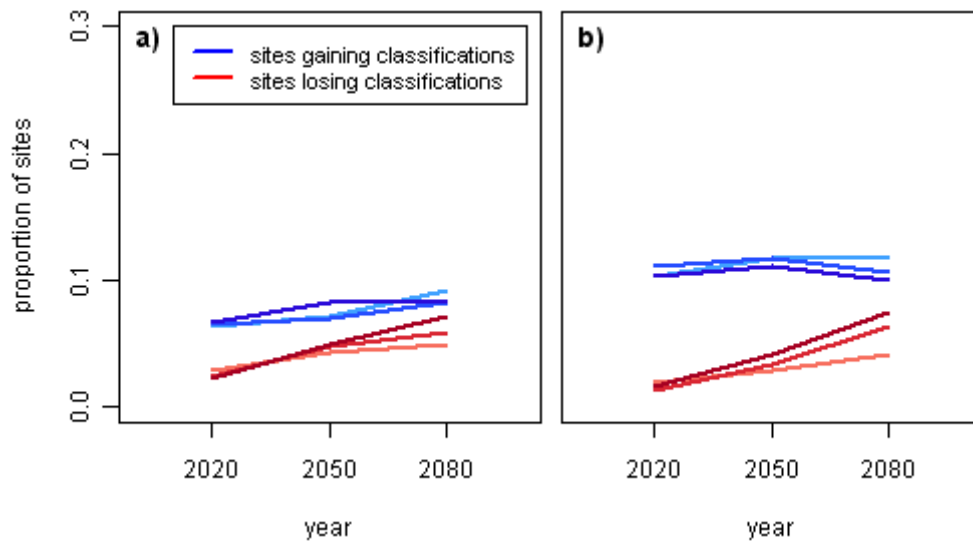 a)
sites gaining classifications
sites losing classifications
b)
proportion of sites
0.3
0.2
0.1
0.0
2020 2050 2080
2020 2050 2080
year
year